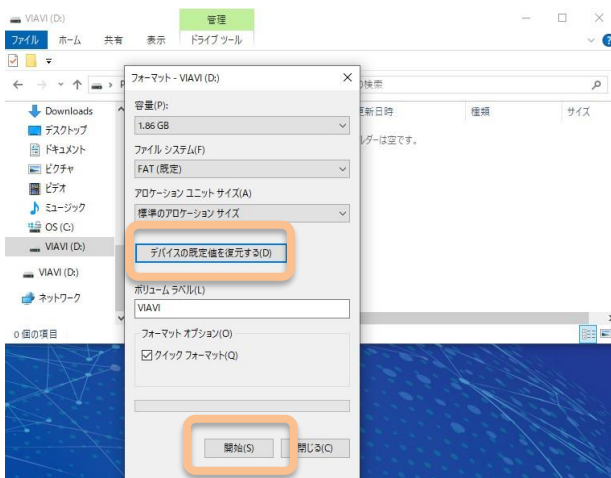 VIAVI (D:)
管理
ファイル ホーム 共有 表示 ドライブ ツール
フォーマット - VIAVI (D:)
の検索
Downloads
デスクトップ
ドキュメント
ピクチャ
ビデオ
ミュージック
OS (C:)
VIAVI (D:)
VIAVI (D:)
ネットワーク
0 個の項目
容量(P):
1.86 GB
ファイル システム(F)
FAT (既定)
アロケーション ユニット サイズ(A)
標準のアロケーション サイズ
デバイスの既定値を復元する(D)
ボリューム ラベル(L)
VIAVI
フォーマット オプション(O)
クイック フォーマット(Q)
開始(S) 閉じる(C)
更新日時 種類 サイズ
ルダーは空です。